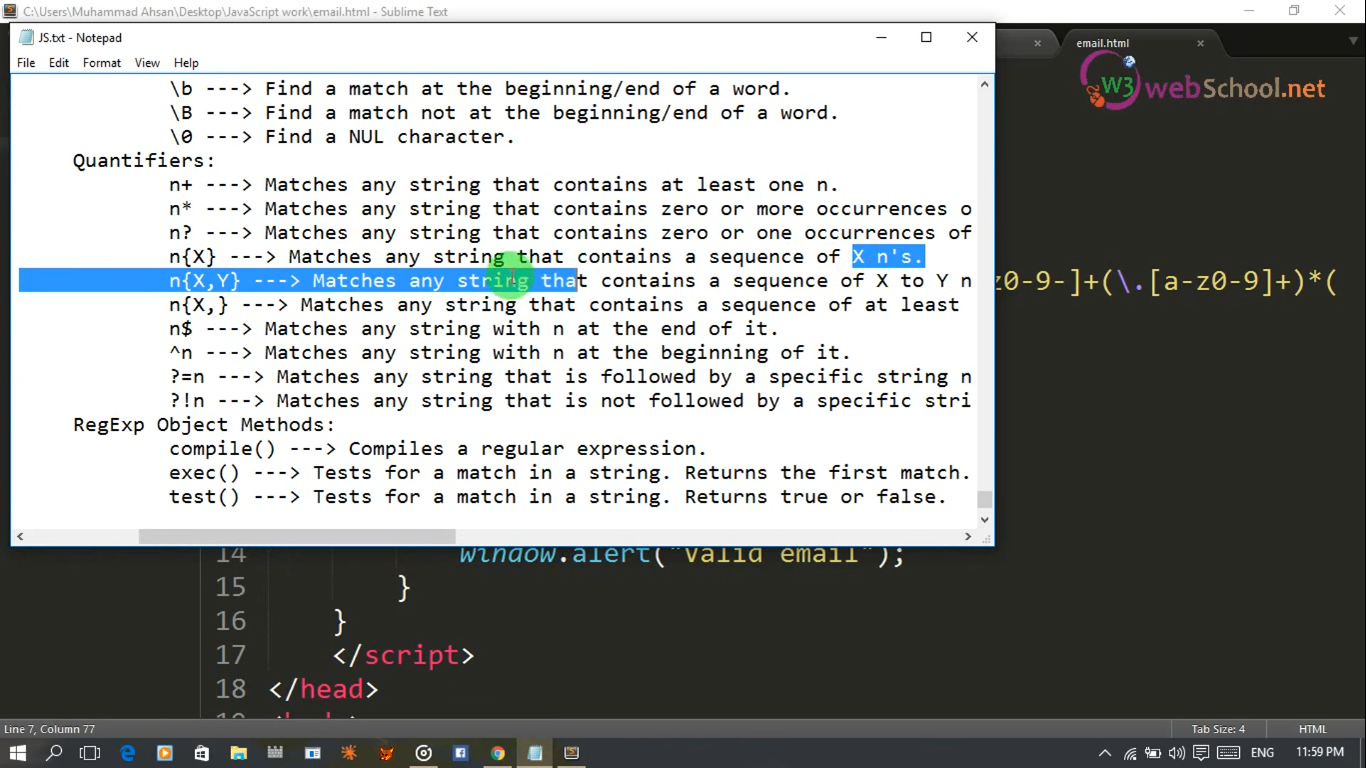 C:\Users\Muhammad Ahsan\Desktop\JavaScript work\email.html - Sublime Text
JS.txt - Notepad
email.html
File Edit Format View Help
W3 webSchool.net
\b ---> Find a match at the beginning/end of a word.
\B ---> Find a match not at the beginning/end of a word.
\0 ---> Find a NUL character.
Quantifiers:
n+ ---> Matches any string that contains at least one n.
n* ---> Matches any string that contains zero or more occurrences o
n? ---> Matches any string that contains zero or one occurrences of
n{X} ---> Matches any string that contains a sequence of X n's.
n{X,Y} ---> Matches any string that contains a sequence of X to Y n
z0-9-]+(\.[a-z0-9]+)*(
n{X,} ---> Matches any string that contains a sequence of at least
n$ ---> Matches any string with n at the end of it.
^n ---> Matches any string with n at the beginning of it.
?=n ---> Matches any string that is followed by a specific string n
?!n ---> Matches any string that is not followed by a specific stri
RegExp Object Methods:
compile() ---> Compiles a regular expression.
exec() ---> Tests for a match in a string. Returns the first match.
test() ---> Tests for a match in a string. Returns true or false.
14 window.alert("Valid email");
15 }
16 }
17 </script>
18 </head>
Line 7, Column 77
Tab Size: 4
HTML
ENG
11:59 PM